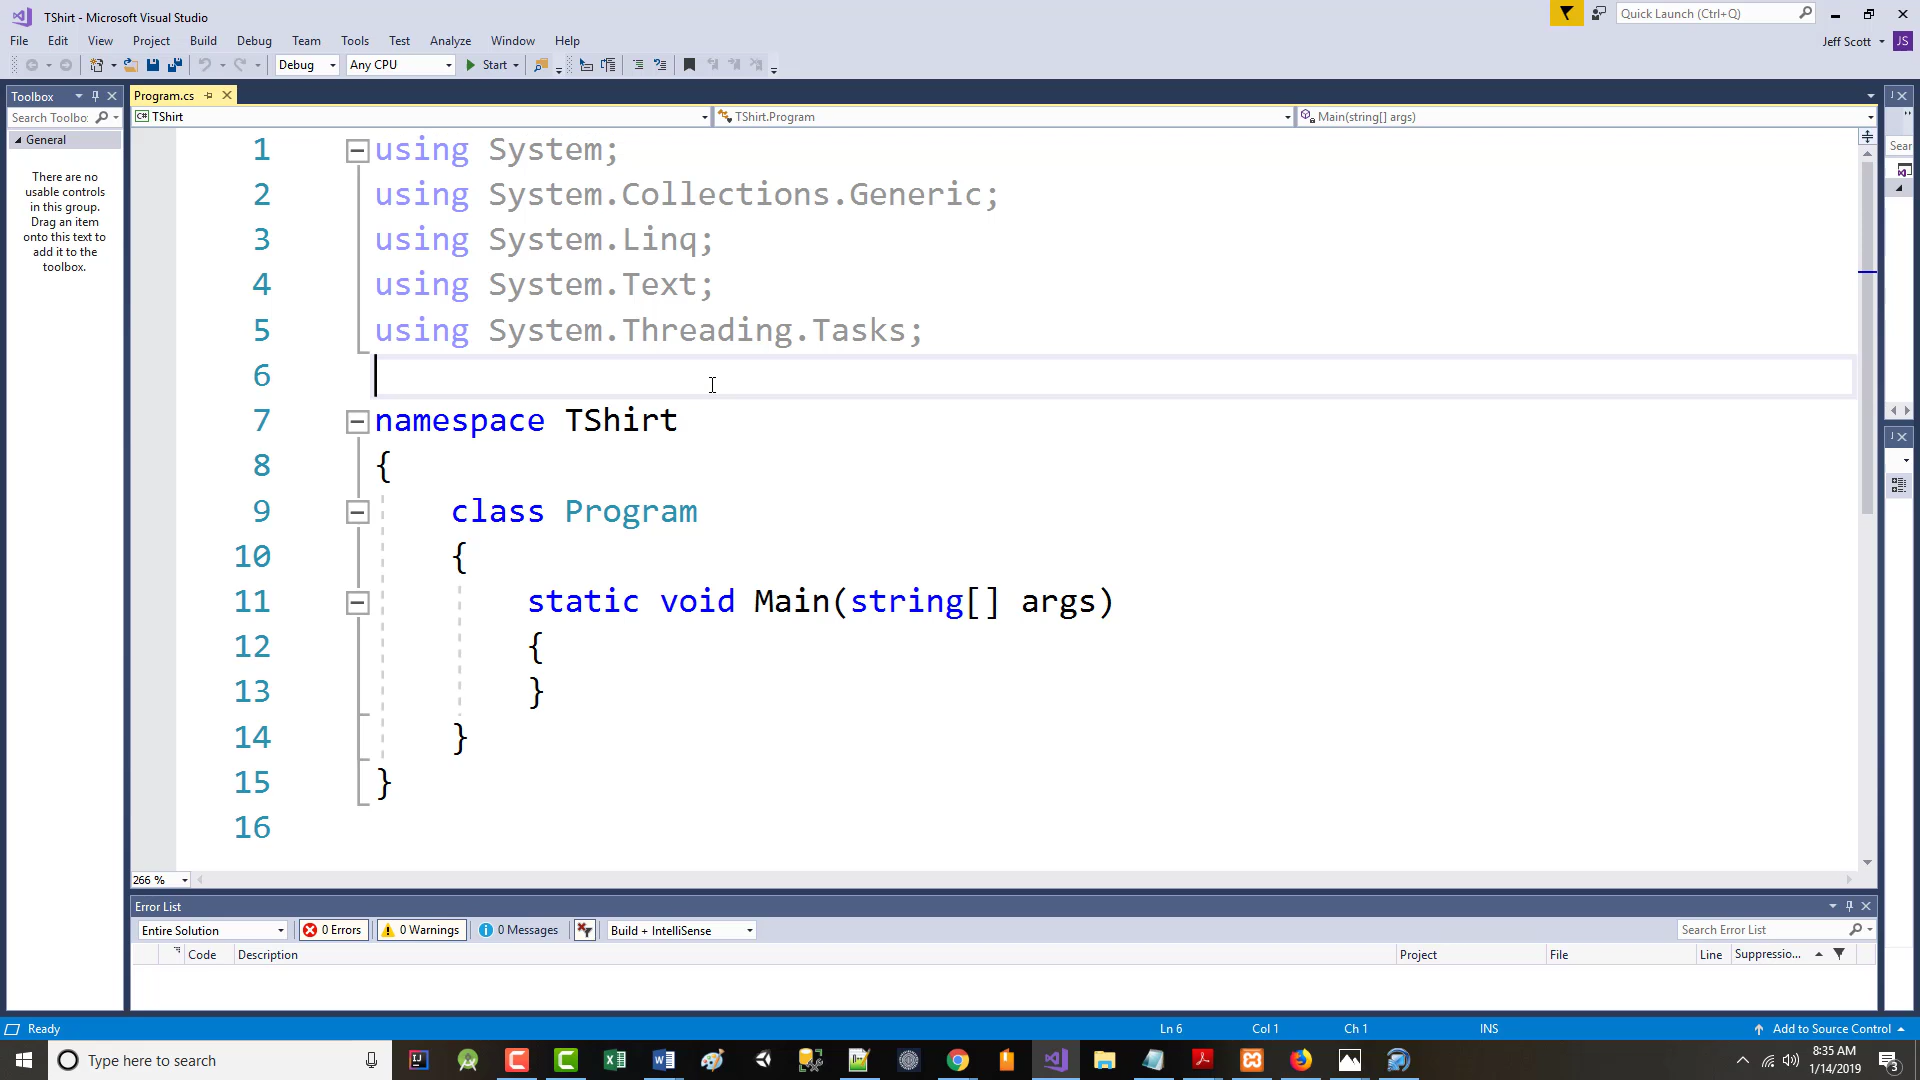 TShirt - Microsoft Visual Studio
Quick Launch (Ctrl+Q)
File Edit View Project Build Debug Team Tools Test Analyze Window Help
Jeff Scott JS
Debug Any CPU Start
Toolbox
Search Toolbo
General
There are no
usable controls
in this group.
Drag an item
onto this text to
add it to the
toolbox.
Program.cs
C# TShirt TShirt.Program Main(string[] args)
Sear
1 using System;
2 using System.Collections.Generic;
3 using System.Linq;
4 using System.Text;
5 using System.Threading.Tasks;
6
7 namespace TShirt
8 {
9 class Program
10 {
11 static void Main(string[] args)
12 {
13 }
14 }
15 }
16
266 %
Error List
Entire Solution 0 Errors 0 Warnings 0 Messages Build + IntelliSense Search Error List
Code Description Project File Line Suppressio...
Ready Ln 6 Col 1 Ch 1 INS Add to Source Control
Type here to search
8:35 AM
1/14/2019
3